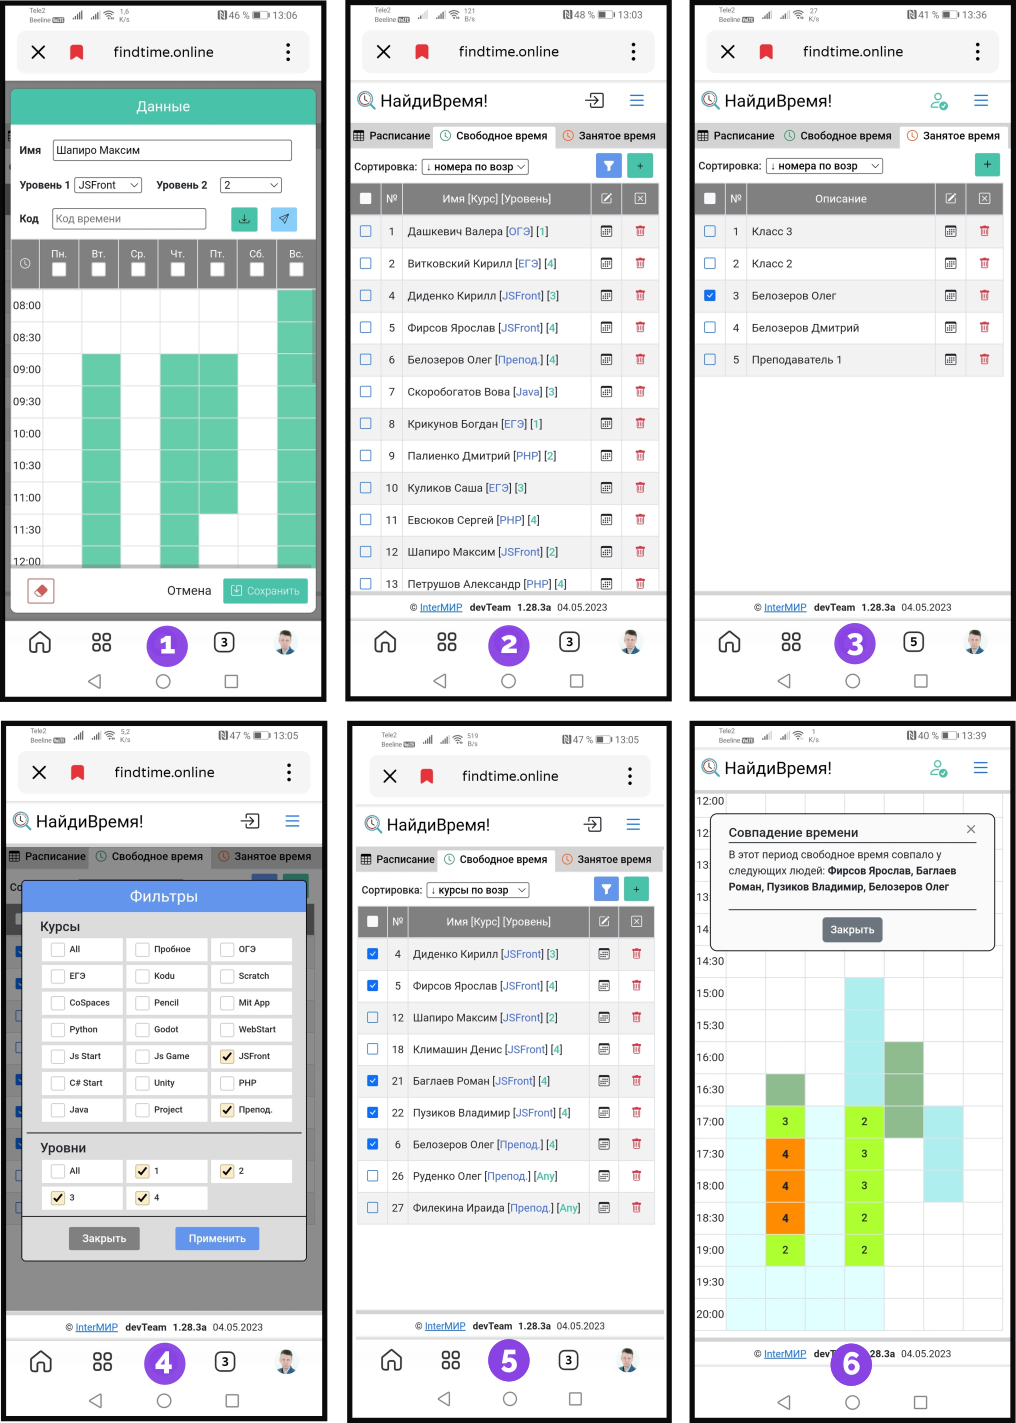 Tele2
Beeline VoLTE
1,6
K/s
46 %
13:06
findtime.online
Данные
Имя
Шапиро Максим
Уровень 1
JSFront
Уровень 2
2
Код
Код времени
Пн.
Вт.
Ср.
Чт.
Пт.
Сб.
Вс.
08:00
08:30
09:00
09:30
10:00
10:30
11:00
11:30
12:00
Отмена
Сохранить
1
3
Tele2
Beeline VoLTE
121
B/s
48 %
13:03
findtime.online
НайдиВремя!
Расписание
Свободное время
Занятое время
Сортировка:
↓ номера по возр
+
№
Имя [Курс] [Уровень]
1 Дашкевич Валера [ОГЭ] [1]
2 Витковский Кирилл [ЕГЭ] [4]
4 Диденко Кирилл [JSFront] [3]
5 Фирсов Ярослав [JSFront] [4]
6 Белозеров Олег [Препод.] [4]
7 Скоробогатов Вова [Java] [3]
8 Крикунов Богдан [ЕГЭ] [1]
9 Палиенко Дмитрий [PHP] [2]
10 Куликов Саша [ЕГЭ] [3]
11 Евсюков Сергей [PHP] [4]
12 Шапиро Максим [JSFront] [2]
13 Петрушов Александр [PHP] [4]
© InterМИР devTeam 1.28.3a 04.05.2023
2
3
Tele2
Beeline VoLTE
27
K/s
41 %
13:36
findtime.online
НайдиВремя!
Расписание
Свободное время
Занятое время
Сортировка:
↓ номера по возр
+
№
Описание
1 Класс 3
2 Класс 2
3 Белозеров Олег
4 Белозеров Дмитрий
5 Преподаватель 1
© InterМИР devTeam 1.28.3a 04.05.2023
3
5
Tele2
Beeline VoLTE
5,2
K/s
47 %
13:05
findtime.online
НайдиВремя!
Расписание
Свободное время
Занятое время
Со
Фильтры
Курсы
All Пробное ОГЭ
ЕГЭ Kodu Scratch
CoSpaces Pencil Mit App
Python Godot WebStart
Js Start Js Game JSFront
C# Start Unity PHP
Java Project Препод.
Уровни
All 1 2
3 4
Закрыть
Применить
© InterМИР devTeam 1.28.3a 04.05.2023
4
3
Tele2
Beeline VoLTE
519
B/s
47 %
13:05
findtime.online
НайдиВремя!
Расписание
Свободное время
Занятое время
Сортировка:
↓ курсы по возр
+
№
Имя [Курс] [Уровень]
4 Диденко Кирилл [JSFront] [3]
5 Фирсов Ярослав [JSFront] [4]
12 Шапиро Максим [JSFront] [2]
18 Климашин Денис [JSFront] [4]
21 Баглаев Роман [JSFront] [4]
22 Пузиков Владимир [JSFront] [4]
6 Белозеров Олег [Препод.] [4]
26 Руденко Олег [Препод.] [Any]
27 Филекина Ираида [Препод.] [Any]
© InterМИР devTeam 1.28.3a 04.05.2023
5
3
Tele2
Beeline VoLTE
1
K/s
40 %
13:39
НайдиВремя!
12:00
12:
13
13:
14
Совпадение времени
В этот период свободное время совпало у
следующих людей: Фирсов Ярослав, Баглаев
Роман, Пузиков Владимир, Белозеров Олег
Закрыть
14:30
15:00
15:30
16:00
16:30
17:00 3 2
17:30 4 3
18:00 4 3
18:30 4 2
19:00 2 2
19:30
20:00
© InterМИР devT 28.3a 04.05.2023
6